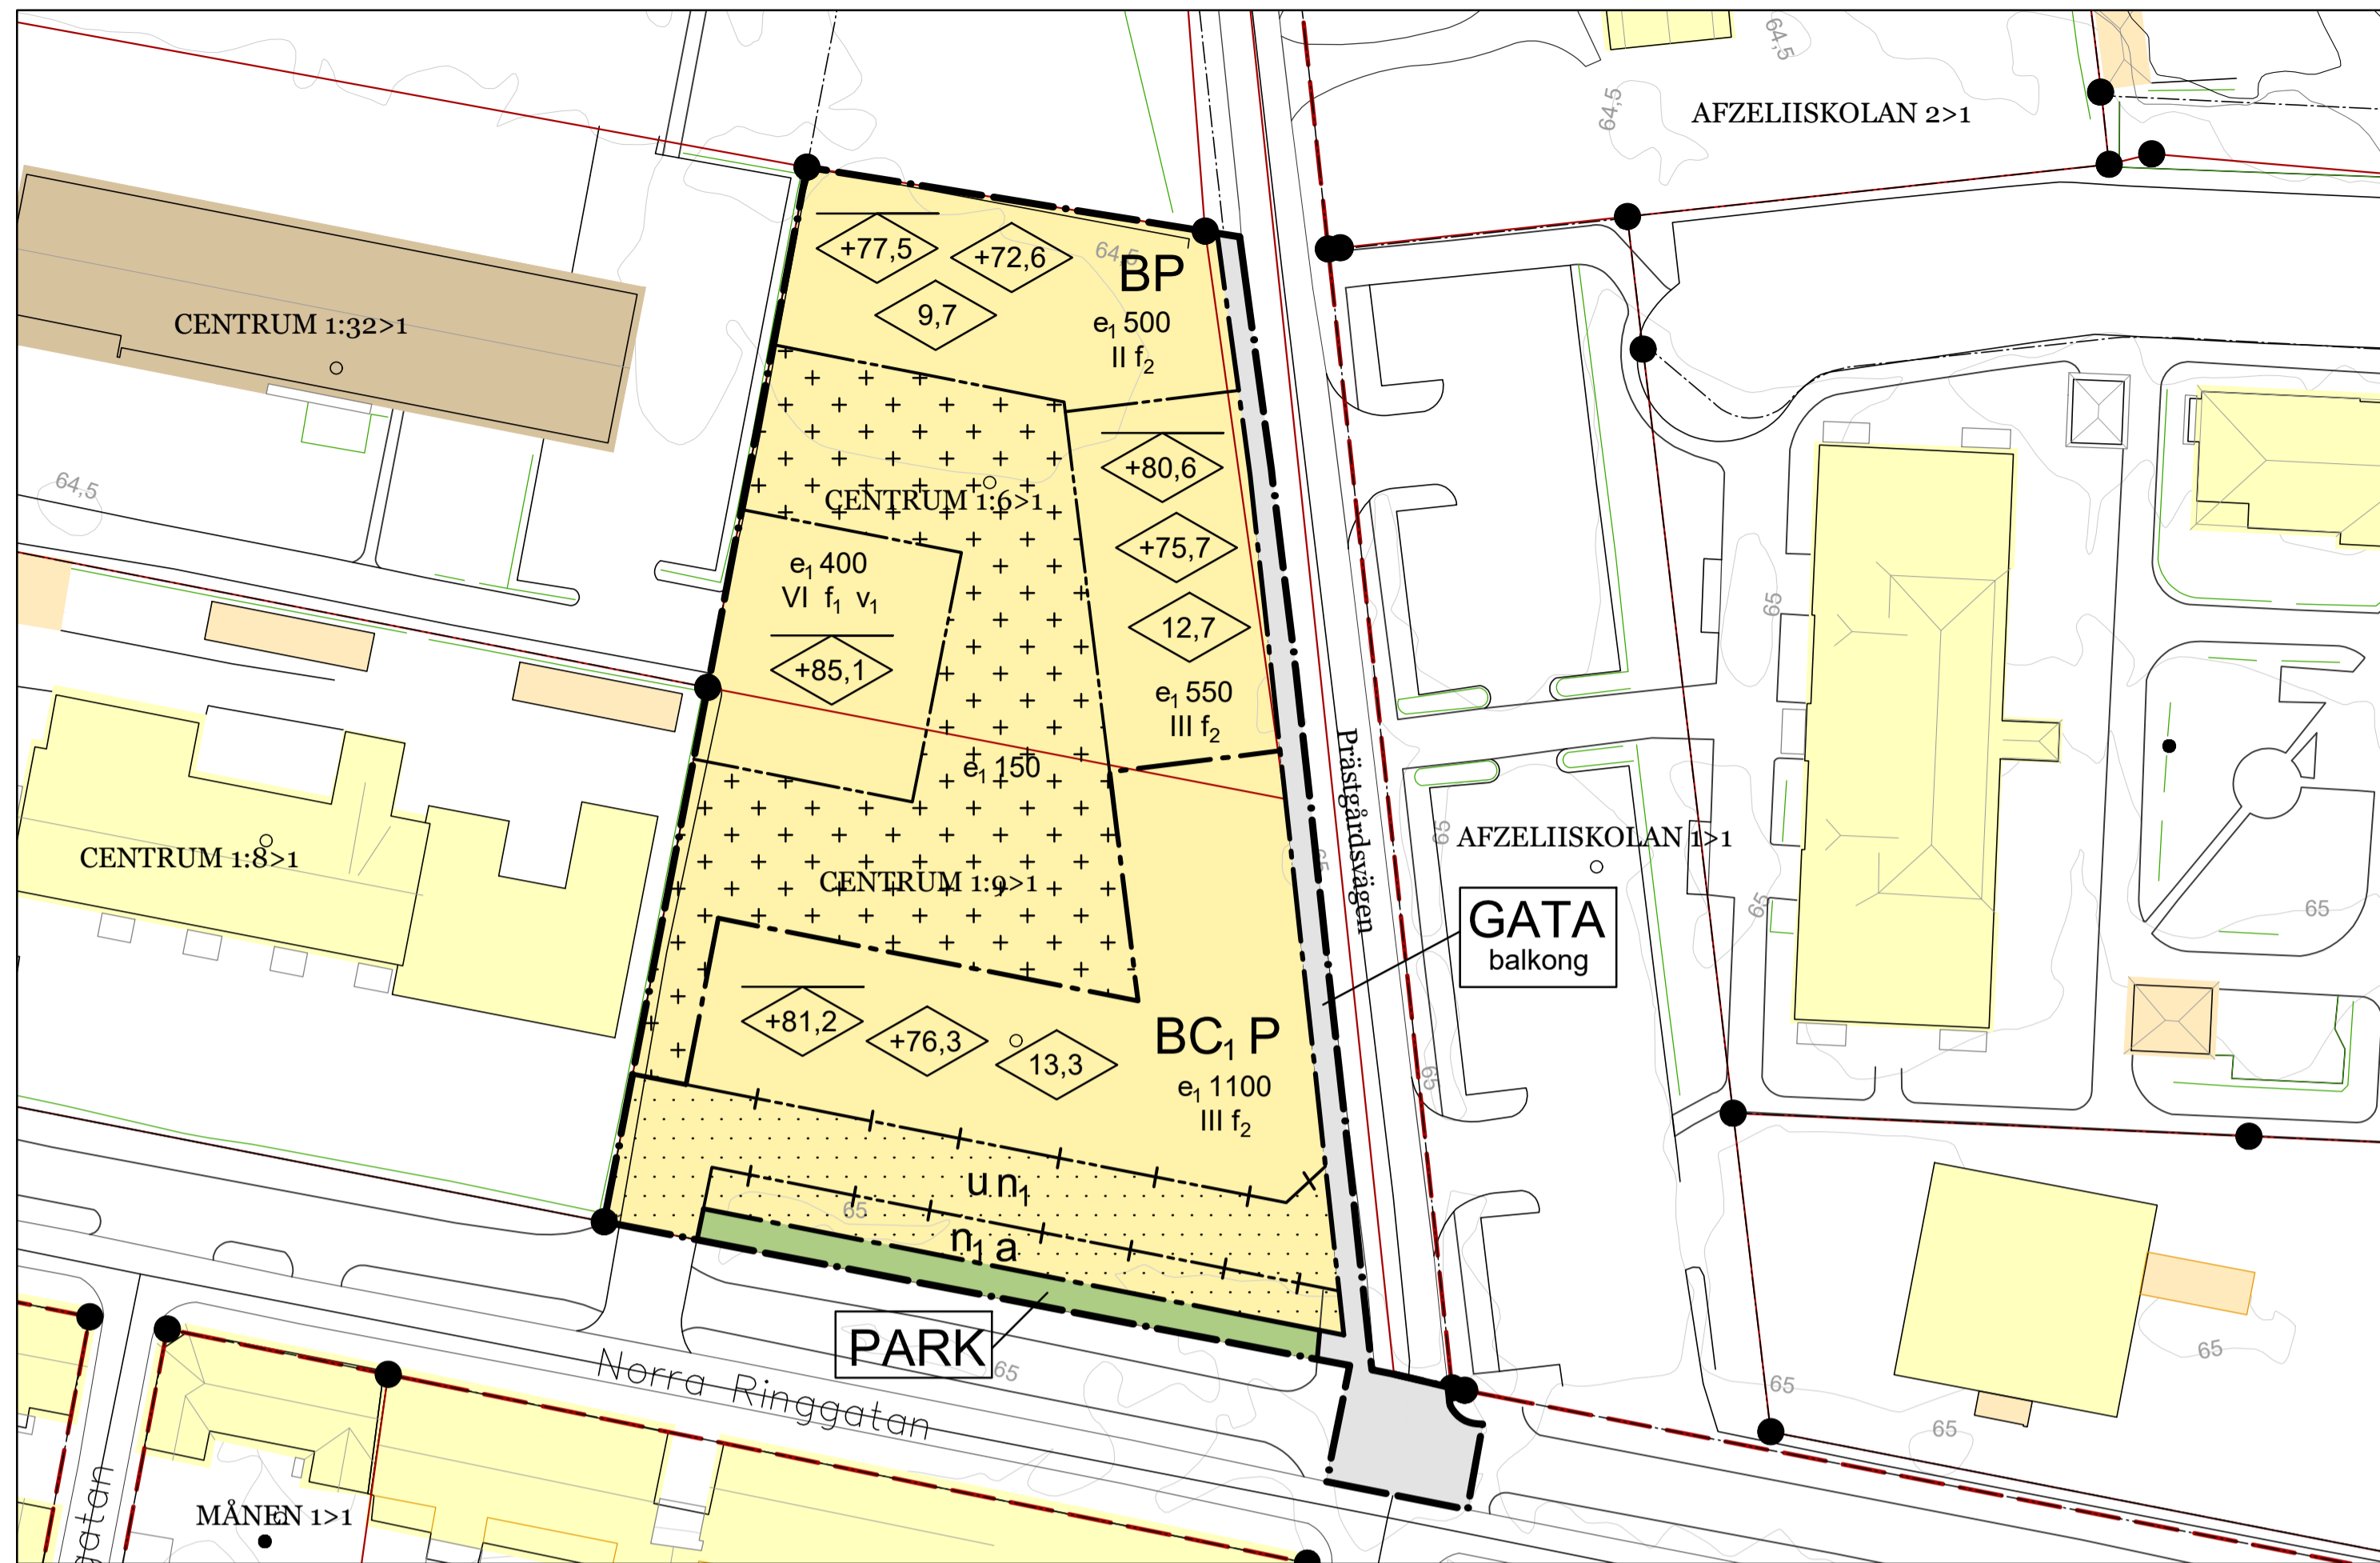 64,5
64,5
AFZELIISKOLAN 2>1
+77,5
+72,6
64,5
BP
9,7
e₁ 500
II f₂
CENTRUM 1:32>1
+80,6
64,5
CENTRUM 1:6>1
+75,7
e₁ 400
VI f₁ v₁
65
12,7
+85,1
e₁ 550
III f₂
Prästgårdsvägen
e₁ 150
65
AFZELIISKOLAN 1>1
CENTRUM 1:8>1
65
CENTRUM 1:9>1
65
65
GATA
balkong
+81,2
+76,3
13,3
BC₁ P
e₁ 1100
III f₂
65
u n₁
65
n₁ a
PARK
65
65
65
65
Norra Ringgatan
MÅNEN 1>1
gatan